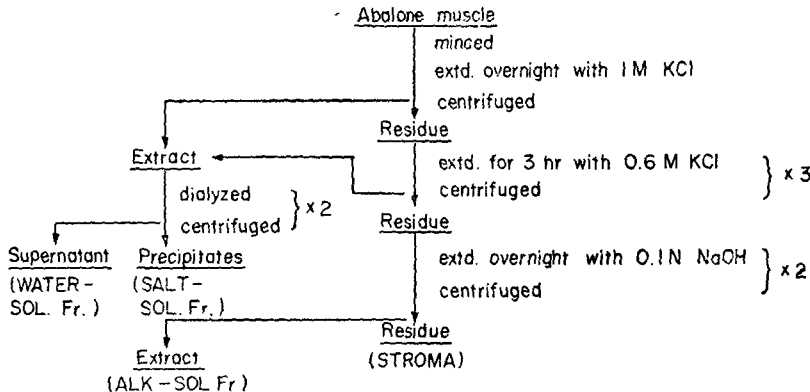 Abalone muscle
minced
extd. overnight with 1M KCl
centrifuged
Residue
Extract
extd. for 3 hr with 0.6 M KCl
centrifuged
} x 3
dialyzed
centrifuged
} x 2
Residue
Supernatant
(WATER-
SOL. Fr.)
Precipitates
(SALT-
SOL. Fr.)
extd. overnight with 0.1N NaOH
centrifuged
} x 2
Residue
(STROMA)
Extract
(ALK-SOL Fr)